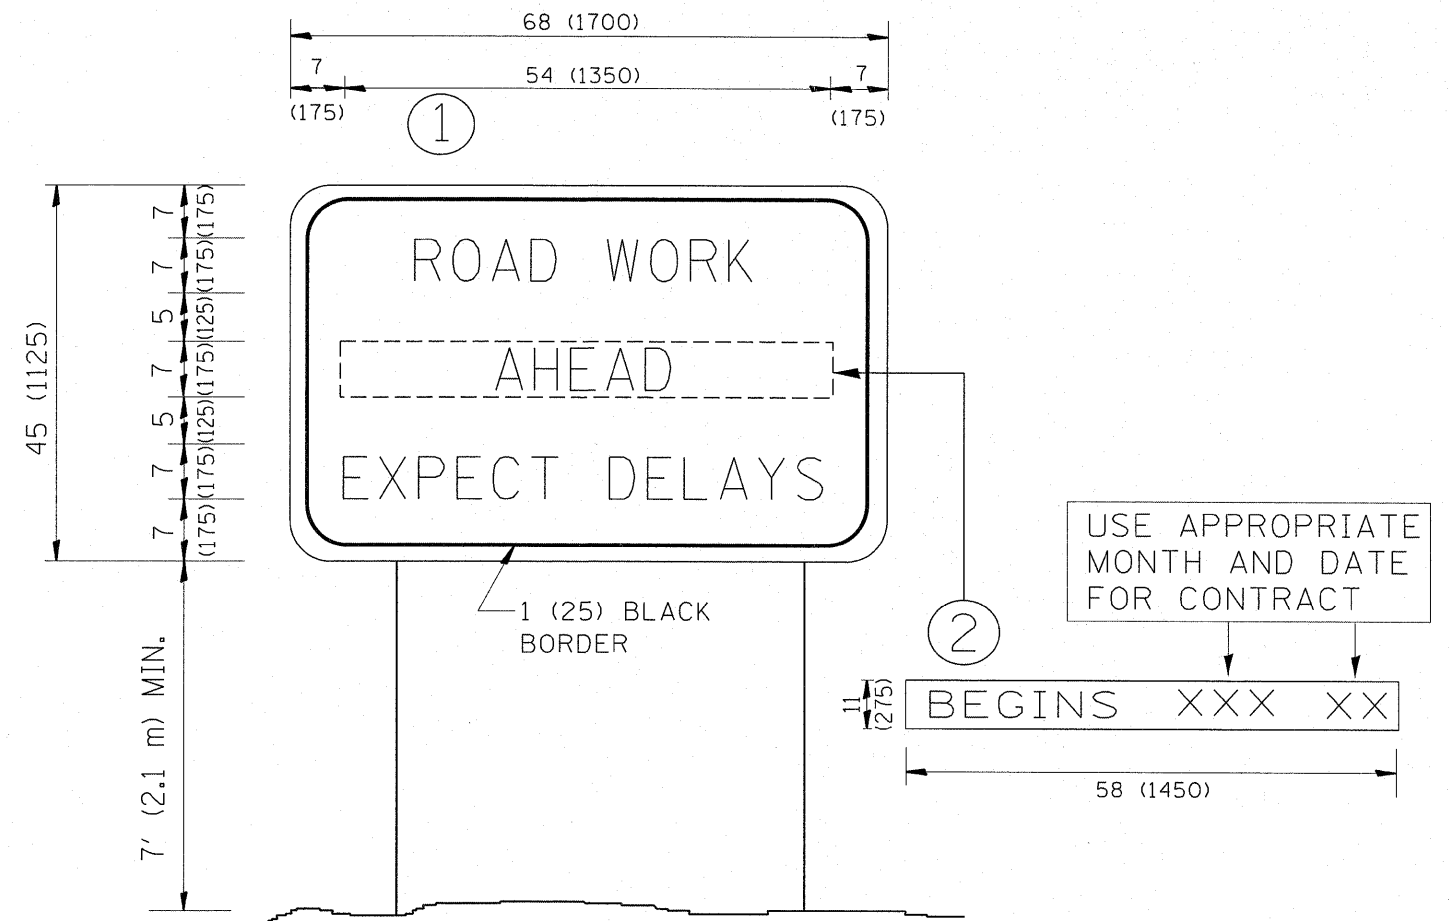 68 (1700)
7
54 (1350)
7
(175)
(175)
1
45 (1125)
7
(175)
7
(175)
5
(125)
7
(175)
5
(125)
7
(175)
7
(175)
ROAD WORK
AHEAD
EXPECT DELAYS
1 (25) BLACK
BORDER
7' (2.1 m) MIN.
2
USE APPROPRIATE
MONTH AND DATE
FOR CONTRACT
11
(275)
BEGINS XXX XX
58 (1450)